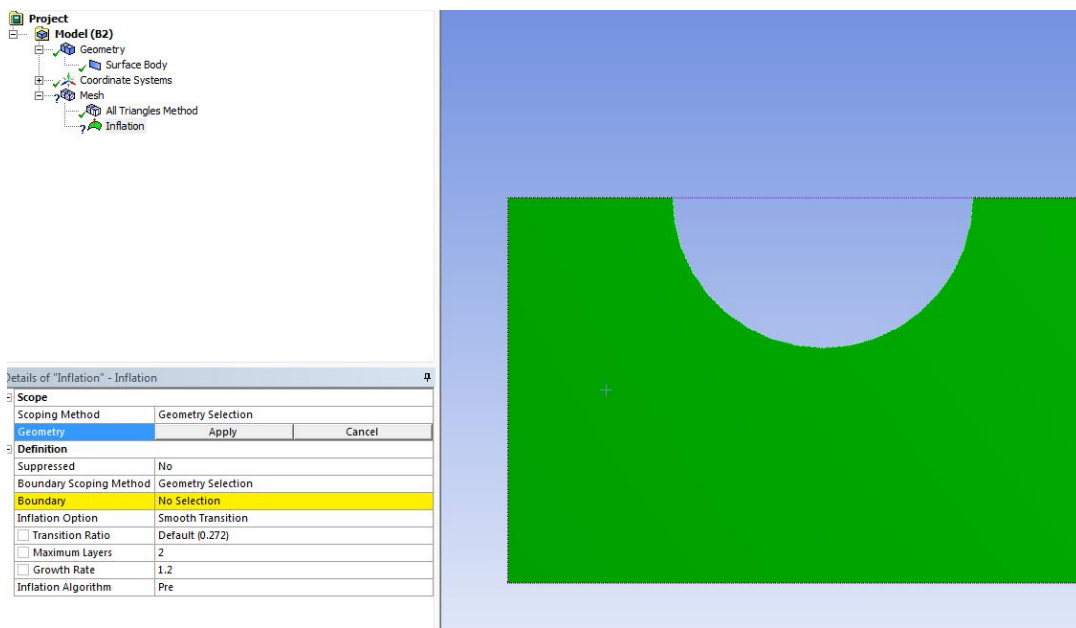 Project
Model (B2)
Geometry
Surface Body
Coordinate Systems
Mesh
All Triangles Method
Inflation
Details of "Inflation" - Inflation
Scope
Scoping Method Geometry Selection
Geometry Apply Cancel
Definition
Suppressed No
Boundary Scoping Method Geometry Selection
Boundary No Selection
Inflation Option Smooth Transition
Transition Ratio Default (0.272)
Maximum Layers 2
Growth Rate 1.2
Inflation Algorithm Pre